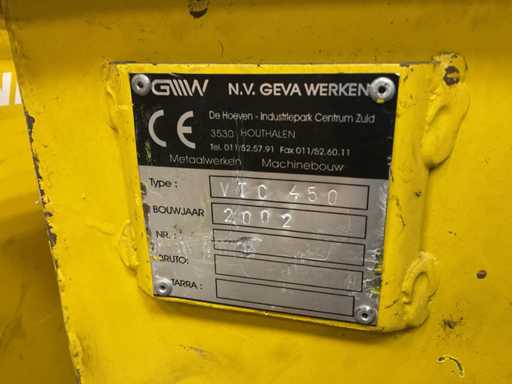 GMW N.V. GEVA WERKEN
CE
De Hoeven - Industriepark Centrum Zuid
3530 HOUTHALEN
Tel. 011/52.57.91 Fax 011/52.60.11
Metaalwerken Machinebouw
Type : VTC 450
BOUWJAAR 2002
NR. :
BRUTO:
TARRA :